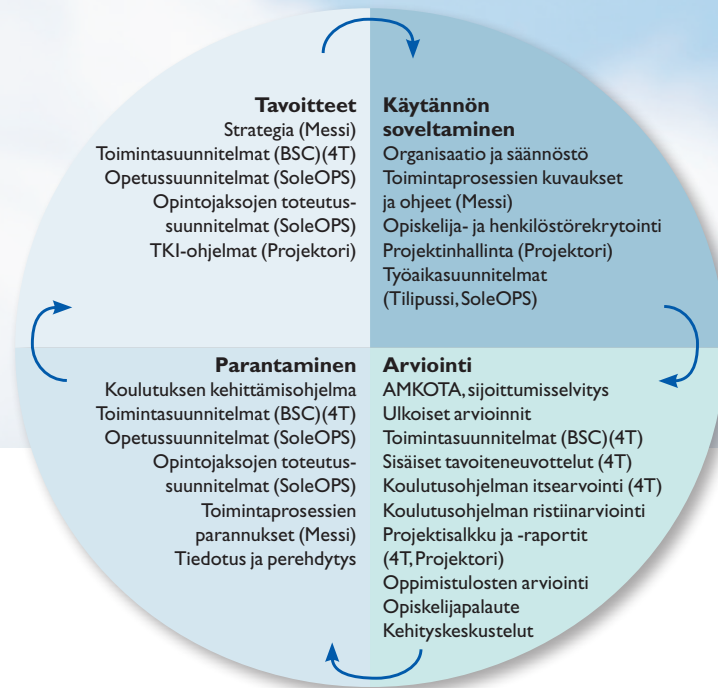 Tavoitteet
Strategia (Messi)
Toimintasuunnitelmat (BSC)(4T)
Opetussuunnitelmat (SoleOPS)
Opintojaksojen toteutus-
suunnitelmat (SoleOPS)
TKI-ohjelmat (Projektori)
Käytännön
soveltaminen
Organisaatio ja säännöstö
Toimintaprosessien kuvaukset
ja ohjeet (Messi)
Opiskelija- ja henkilöstörekrytointi
Projektinhallinta (Projektori)
Työaikasuunnitelmat
(Tilipussi, SoleOPS)
Parantaminen
Koulutuksen kehittämisohjelma
Toimintasuunnitelmat (BSC)(4T)
Opetussuunnitelmat (SoleOPS)
Opintojaksojen toteutus-
suunnitelmat (SoleOPS)
Toimintaprosessien
parannukset (Messi)
Tiedotus ja perehdytys
Arviointi
AMKOTA, sijoittumisselvitys
Ulkoiset arvioinnit
Toimintasuunnitelmat (BSC)(4T)
Sisäiset tavoiteneuvottelut (4T)
Koulutusohjelman itsearvointi (4T)
Koulutusohjelman ristiinarviointi
Projektisalkku ja -raportit
(4T, Projektori)
Oppimistulosten arviointi
Opiskelijapalaute
Kehityskeskustelut